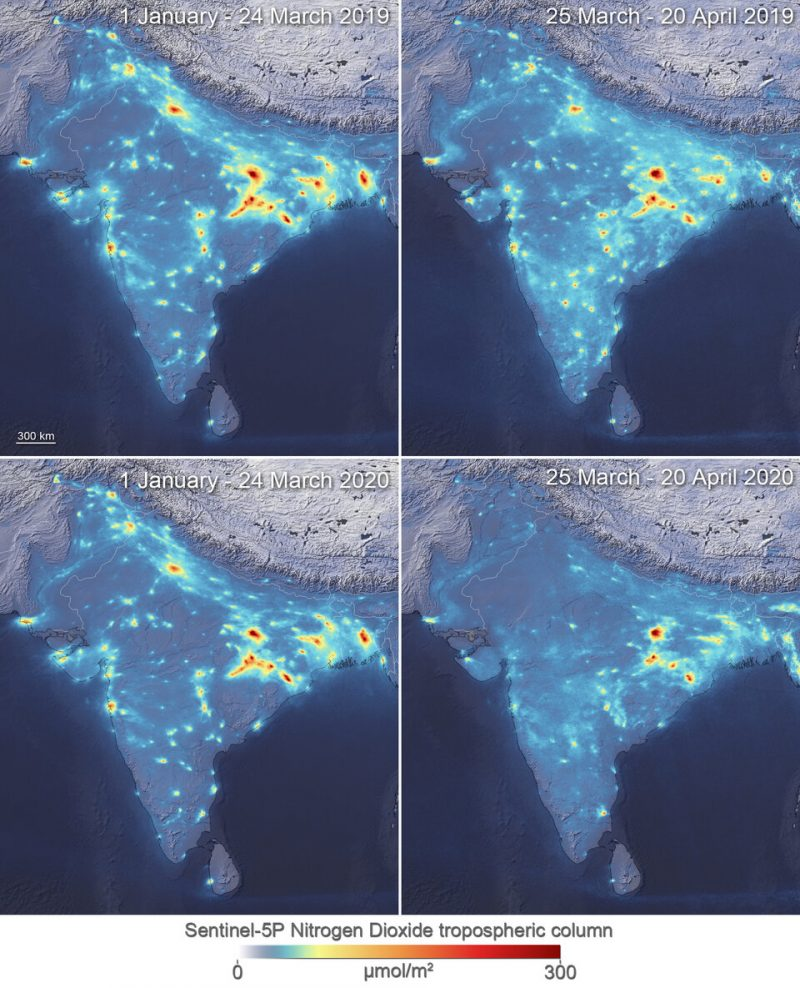 1 January - 24 March 2019
25 March - 20 April 2019
300 km
1 January - 24 March 2020
25 March - 20 April 2020
Sentinel-5P Nitrogen Dioxide tropospheric column
0 µmol/m² 300